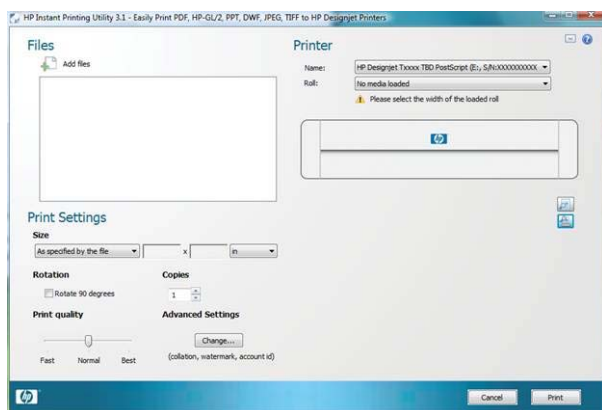 HP Instant Printing Utility 3.1 - Easily Print PDF, HP-GL/2, PPT, DWF, JPEG, TIFF to HP Designjet Printers
Files
Add files
Printer
Name:
HP Designjet Txxxx TBD PostScript (E:, S/N:XXXXXXXXXX
Roll:
No media loaded
Please select the width of the loaded roll
hp
Print Settings
Size
As specified by the file
x
in
Rotation
Copies
Rotate 90 degrees
1
Print quality
Advanced Settings
Change...
Fast Normal Best
(collation, watermark, account id)
hp
Cancel
Print